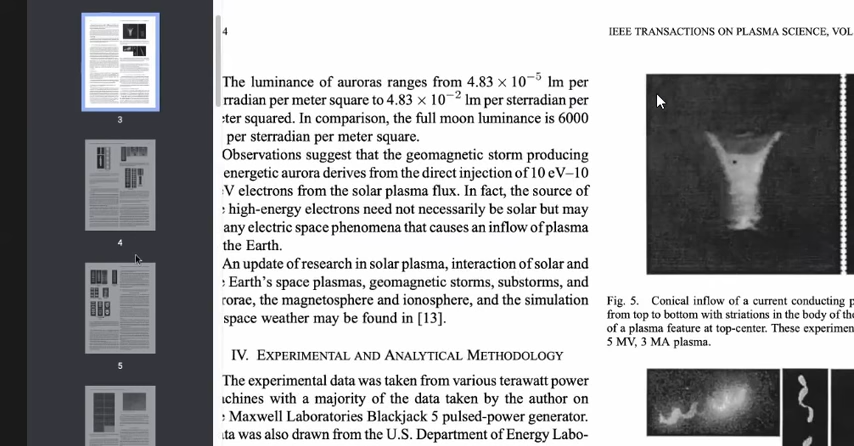 4
IEEE TRANSACTIONS ON PLASMA SCIENCE, VOL
The luminance of auroras ranges from 4.83 × 10−5 lm per
rradian per meter square to 4.83 × 10−2 lm per sterradian per
ter squared. In comparison, the full moon luminance is 6000
per sterradian per meter square.
Observations suggest that the geomagnetic storm producing
energetic aurora derives from the direct injection of 10 eV–10
V electrons from the solar plasma flux. In fact, the source of
high-energy electrons need not necessarily be solar but may
any electric space phenomena that causes an inflow of plasma
the Earth.
An update of research in solar plasma, interaction of solar and
Earth's space plasmas, geomagnetic storms, substorms, and
rorae, the magnetosphere and ionosphere, and the simulation
space weather may be found in [13].
IV. EXPERIMENTAL AND ANALYTICAL METHODOLOGY
The experimental data was taken from various terawatt power
achines with a majority of the data taken by the author on
Maxwell Laboratories Blackjack 5 pulsed-power generator.
ta was also drawn from the U.S. Department of Energy Labo-
Fig. 5. Conical inflow of a current conducting p
from top to bottom with striations in the body of the
of a plasma feature at top-center. These experimen
5 MV, 3 MA plasma.
3
4
5